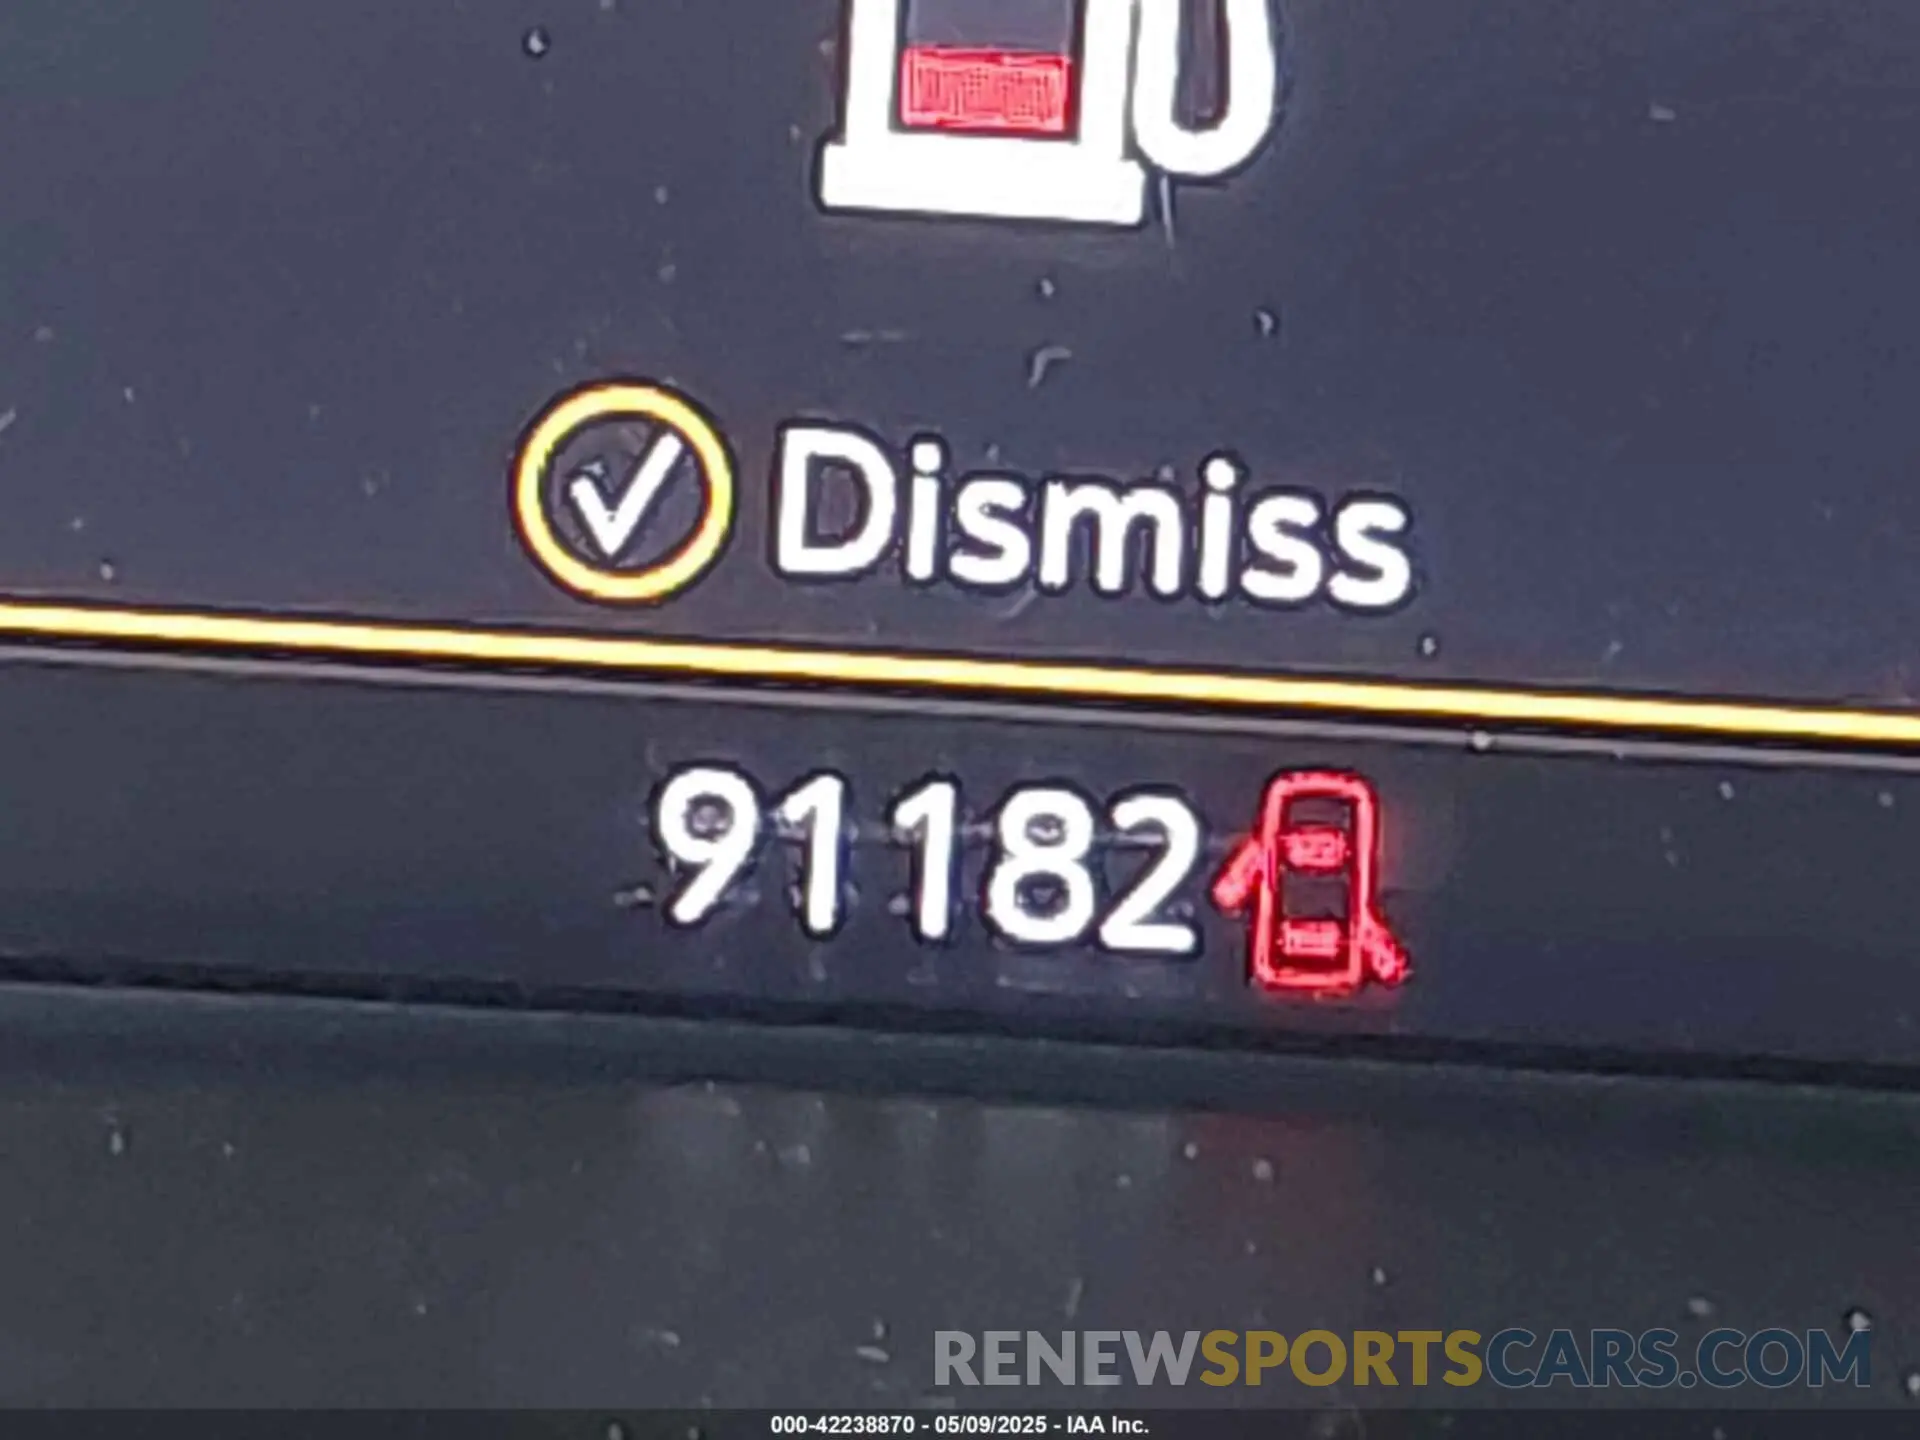 Dismiss
91182
RENEWSPORTSCARS.COM
000-42238870 - 05/09/2025 - IAA Inc.